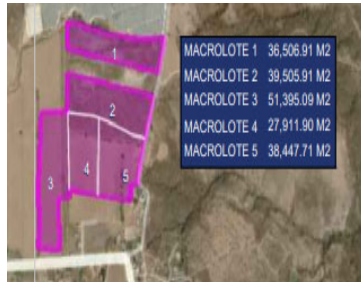 MACROLOTE 1 36,506.91 M2
MACROLOTE 2 39,505.91 M2
MACROLOTE 3 51,395.09 M2
MACROLOTE 4 27,911.90 M2
MACROLOTE 5 38,447.71 M2
1
2
3
4
5